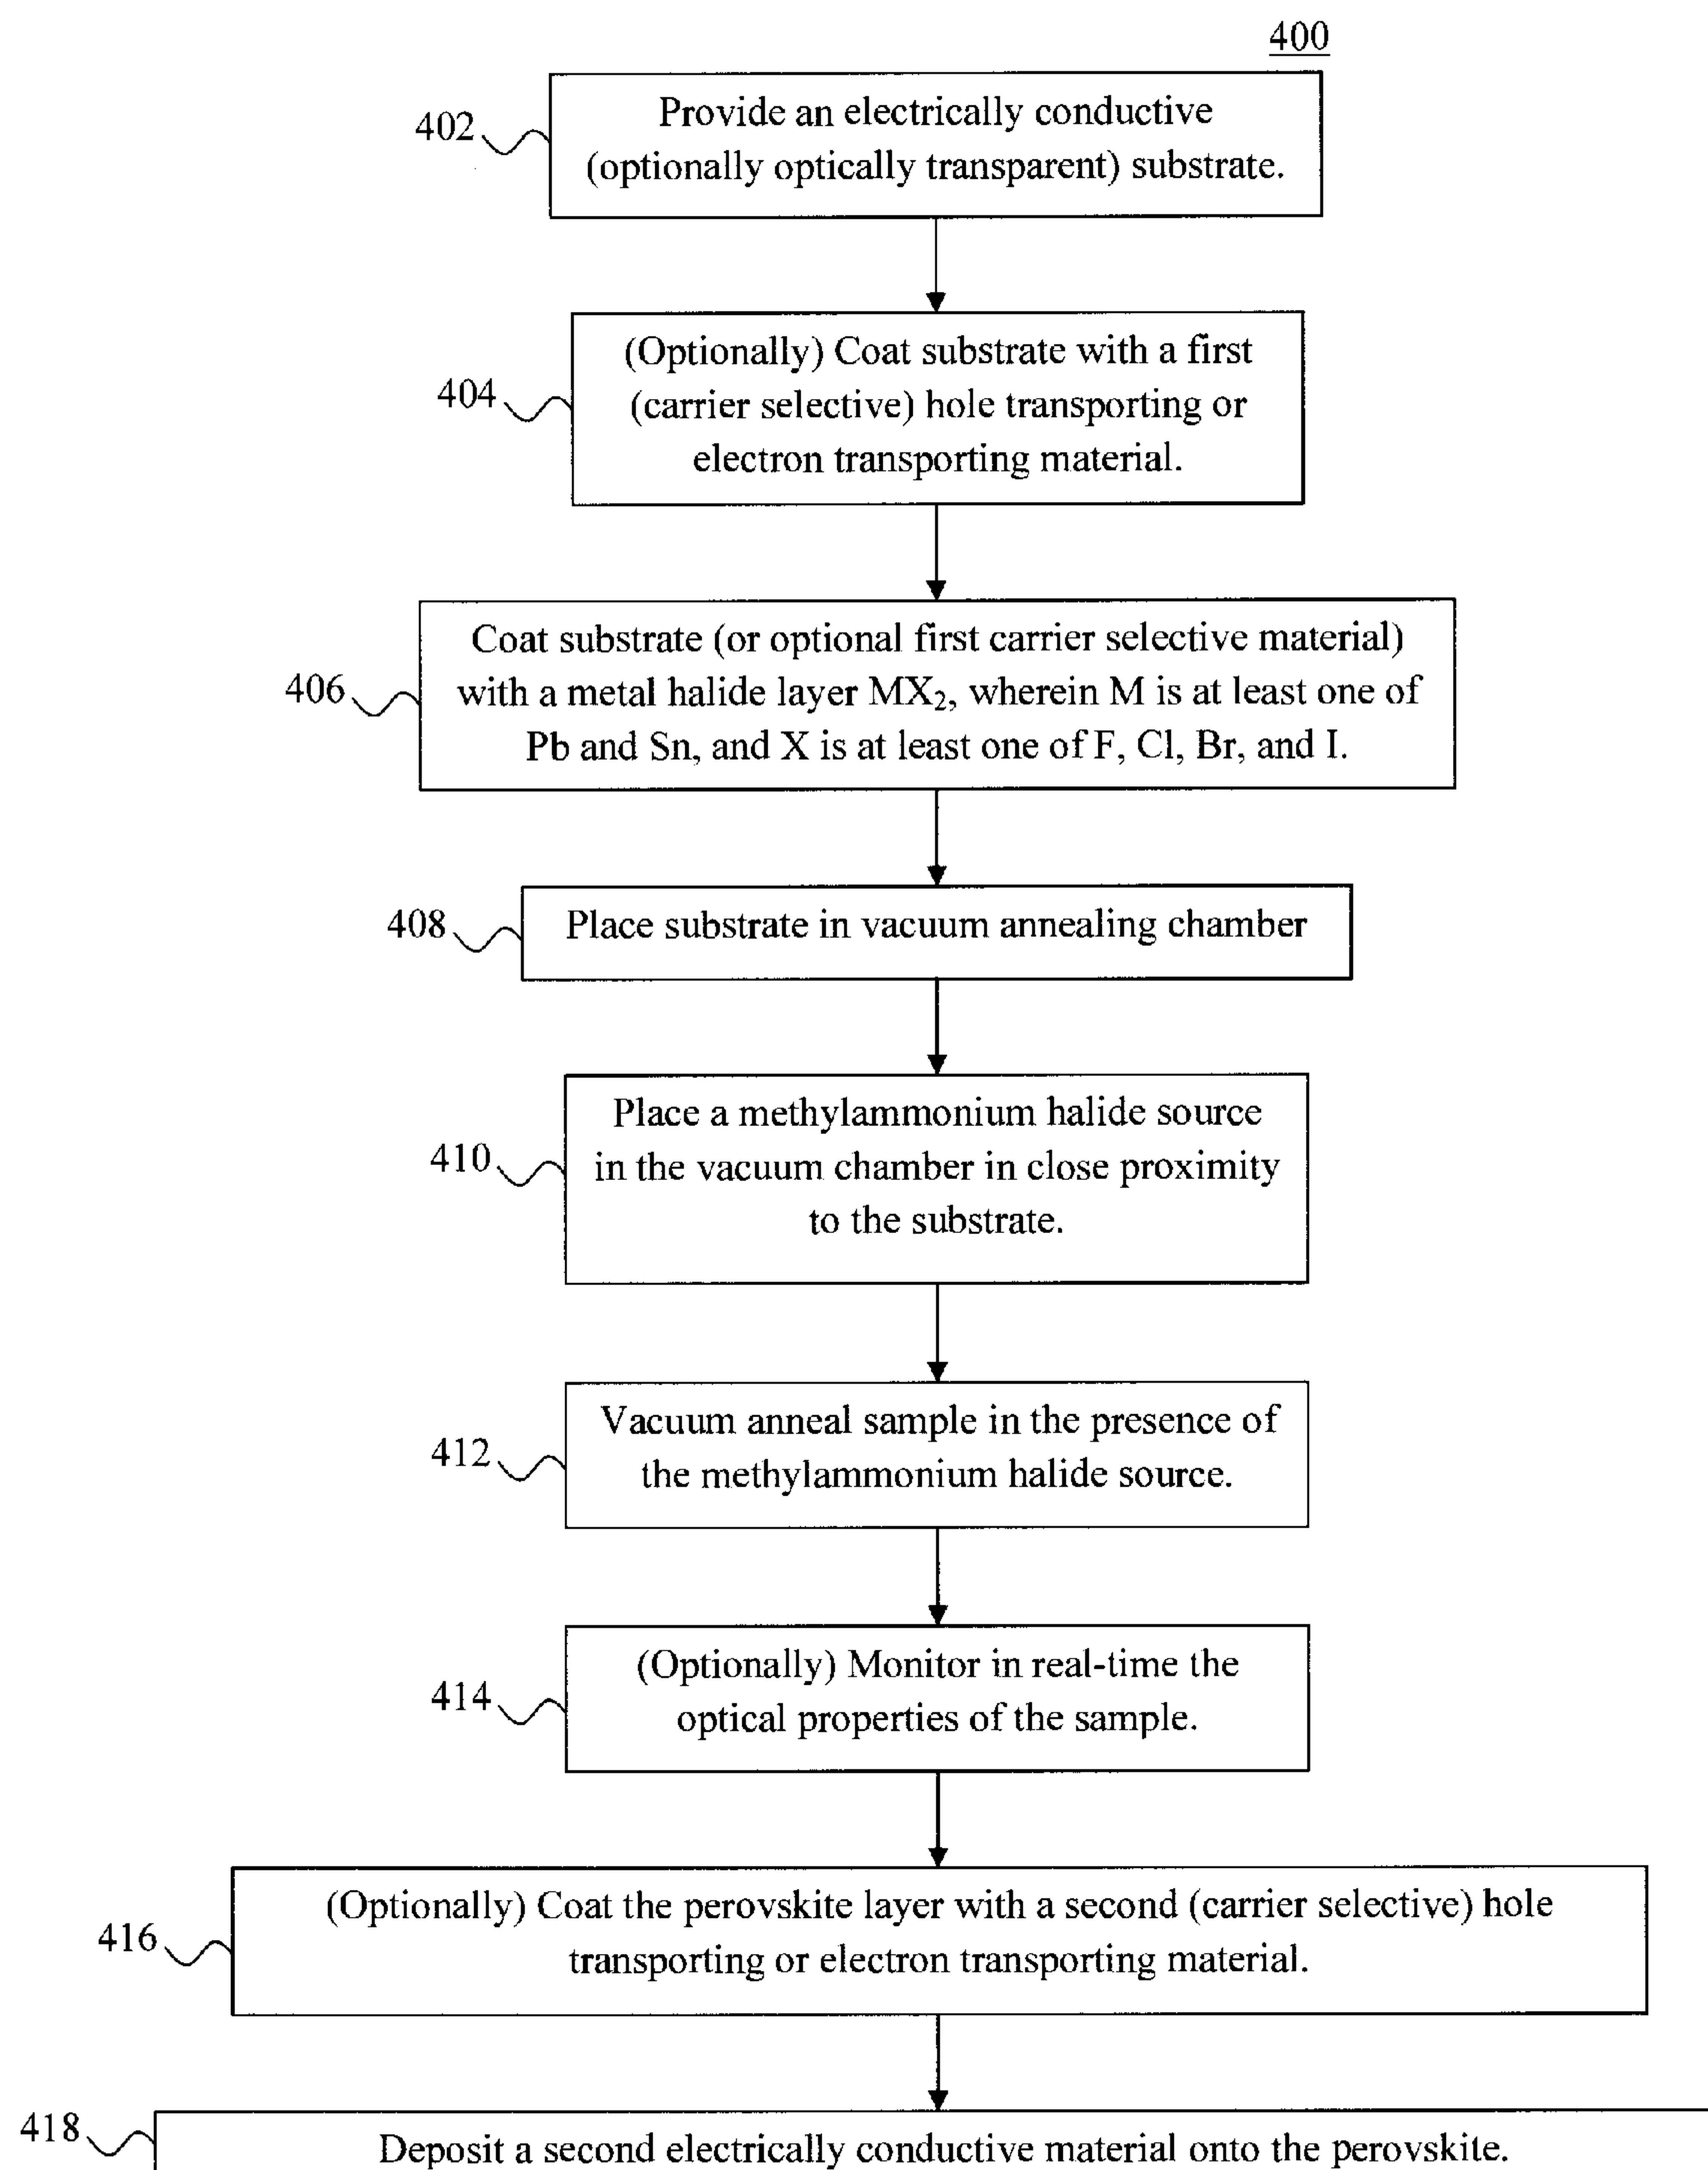 400
402
Provide an electrically conductive
(optionally optically transparent) substrate.
404
(Optionally) Coat substrate with a first
(carrier selective) hole transporting or
electron transporting material.
406
Coat substrate (or optional first carrier selective material)
with a metal halide layer MX₂, wherein M is at least one of
Pb and Sn, and X is at least one of F, Cl, Br, and I.
408
Place substrate in vacuum annealing chamber
410
Place a methylammonium halide source
in the vacuum chamber in close proximity
to the substrate.
412
Vacuum anneal sample in the presence of
the methylammonium halide source.
414
(Optionally) Monitor in real-time the
optical properties of the sample.
416
(Optionally) Coat the perovskite layer with a second (carrier selective) hole
transporting or electron transporting material.
418
Deposit a second electrically conductive material onto the perovskite.